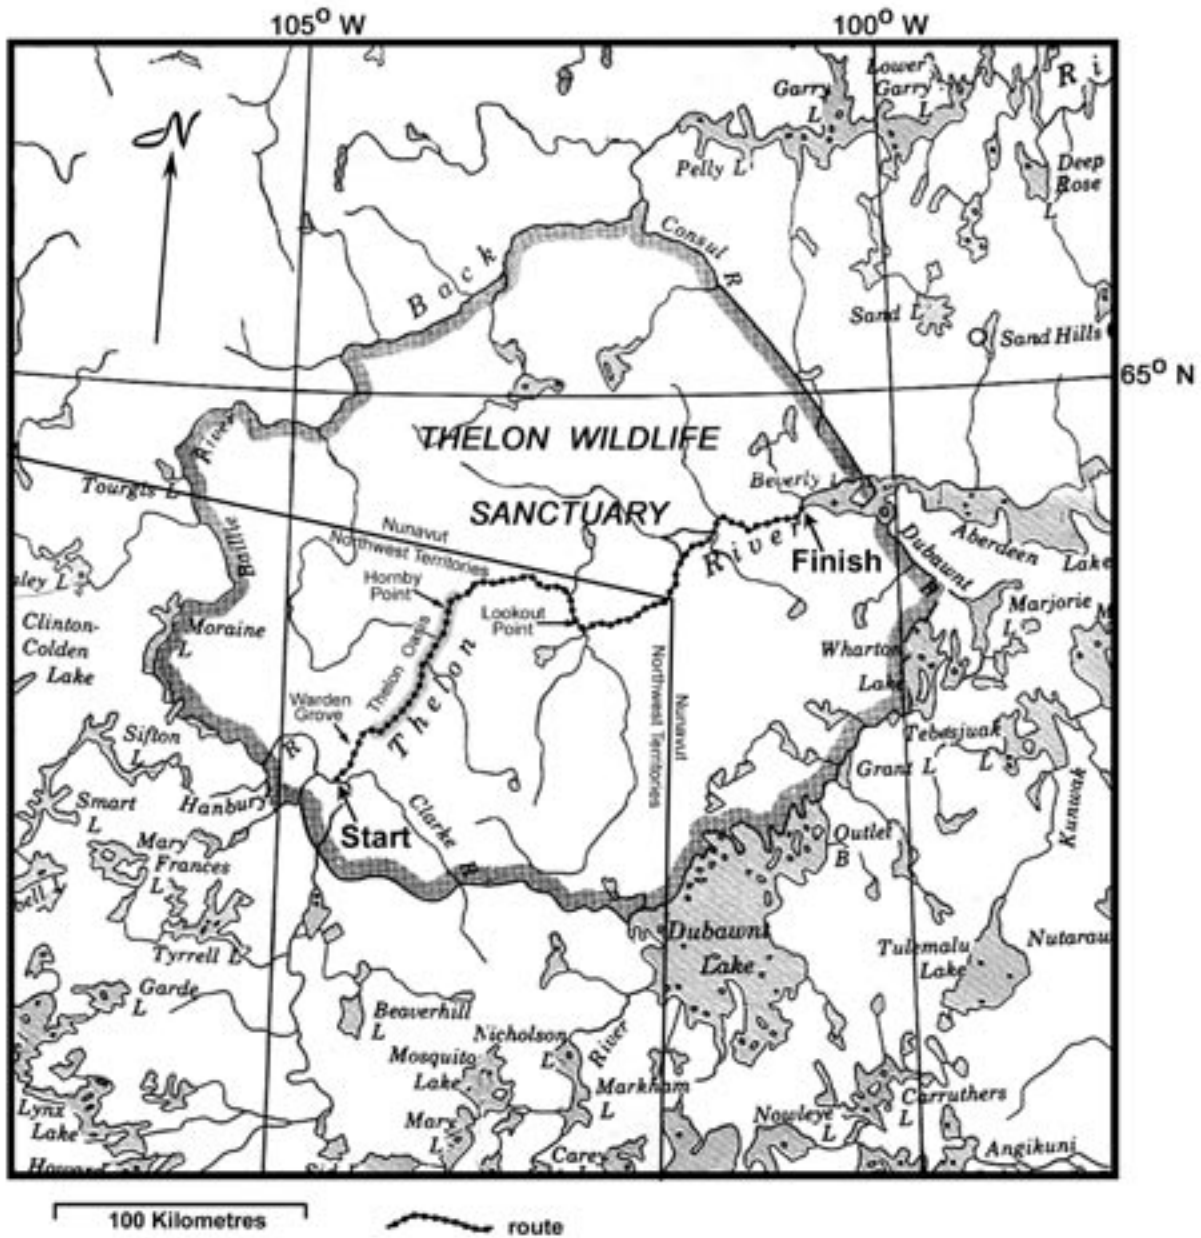 105° W
100° W
N
Garry
L
Lower
Garry
L
R i
Pelly L
Deep
Rose
L
Consul R
Back
Sand L
Sand Hills
65° N
River
THELON WILDLIFE
Tourgis L
Beverly L
SANCTUARY
Nunavut
Northwest Territories
River
Finish
Aberdeen
Lake
Baillie
Dubawnt
R
Hornby
Point
Lookout
Point
Marjorie
L
M
Clinton-
Colden
Lake
Moraine
L
Thelon Oasis
Thelon
Wharton
Lake
Northwest Territories
Nunavut
Warden
Grove
Sifton
L
R
Tebesjuak
L
Grant L
Hanbury
Smart
L
Start
Clarke
R
Kunwak
Mary
Frances
L
Outlet
B
Tyrrell L
Dubawnt
Lake
Tulemalu
Lake
Nutarau
Garde
L
Beaverhill
L
Nicholson
L
River
Mosquito
Lake
Markham
L
Lynx
Lake
Mary
L
Nowleye
L
Carruthers
L
Carey
Angikuni
100 Kilometres
route